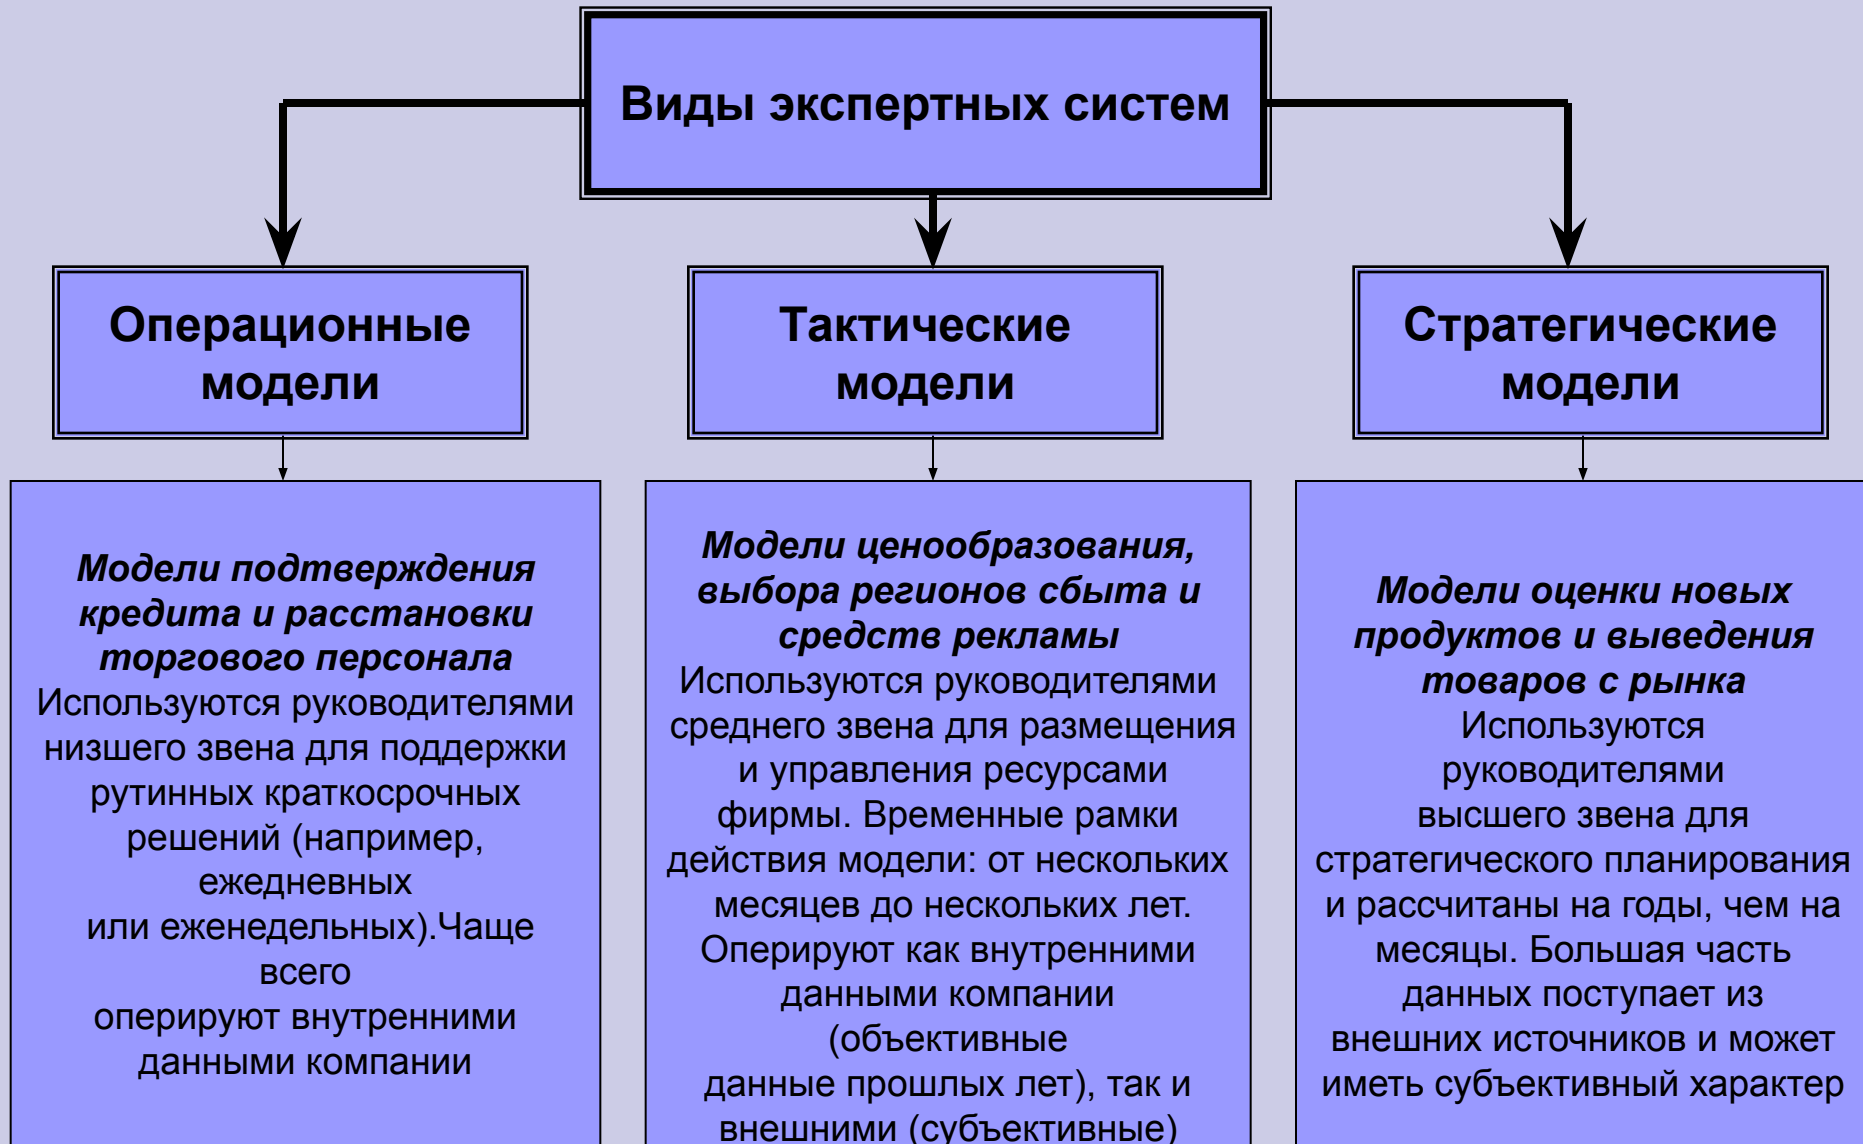 Виды экспертных систем
Операционные
модели
Тактические
модели
Стратегические
модели
Модели подтверждения
кредита и расстановки
торгового персонала
Используются руководителями
низшего звена для поддержки
рутинных краткосрочных
решений (например,
ежедневных
или еженедельных).Чаще
всего
оперируют внутренними
данными компании
Модели ценообразования,
выбора регионов сбыта и
средств рекламы
Используются руководителями
среднего звена для размещения
и управления ресурсами
фирмы. Временные рамки
действия модели: от нескольких
месяцев до нескольких лет.
Оперируют как внутренними
данными компании
(объективные
данные прошлых лет), так и
внешними (субъективные)
Модели оценки новых
продуктов и выведения
товаров с рынка
Используются
руководителями
высшего звена для
стратегического планирования
и рассчитаны на годы, чем на
месяцы. Большая часть
данных поступает из
внешних источников и может
иметь субъективный характер